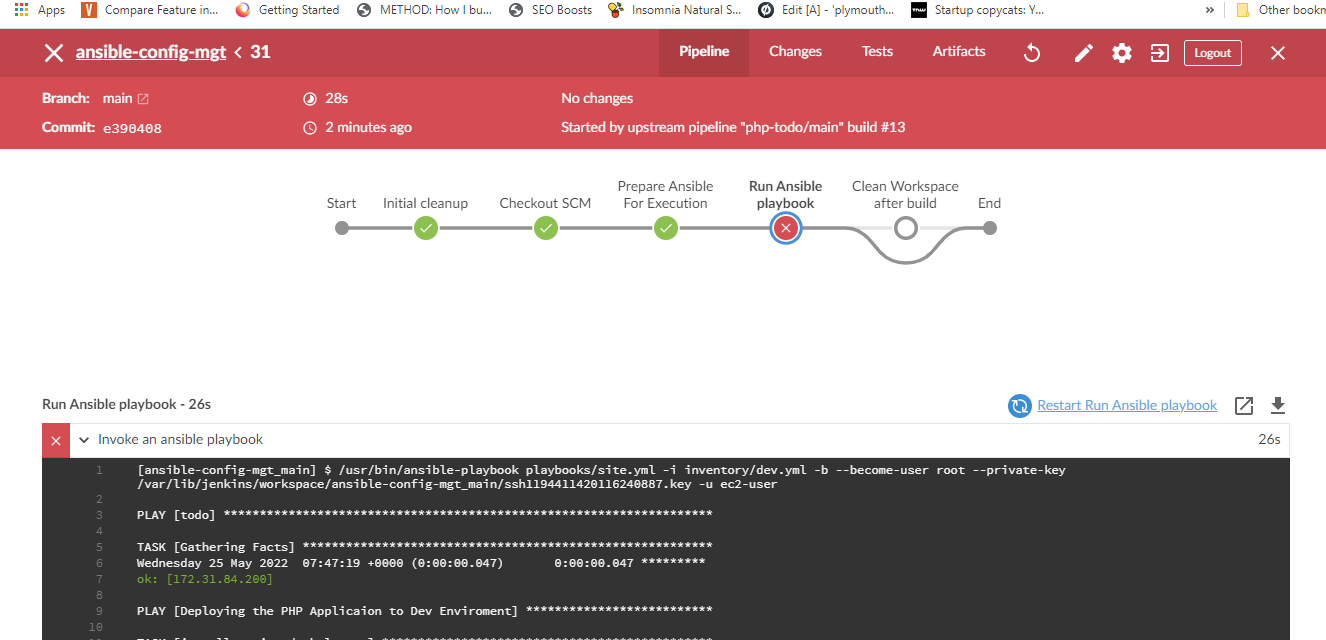 Apps V Compare Feature in... Getting Started METHOD: How I bu... SEO Boosts Insomnia Natural S... Edit [A] - 'plymouth... Startup copycats: Y... » Other bookm
ansible-config-mgt < 31 Pipeline Changes Tests Artifacts Logout
Branch: main 28s No changes
Commit: e390408 2 minutes ago Started by upstream pipeline "php-todo/main" build #13
Start Initial cleanup Checkout SCM Prepare Ansible For Execution Run Ansible playbook Clean Workspace after build End
Run Ansible playbook - 26s Restart Run Ansible playbook
Invoke an ansible playbook 26s
1 [ansible-config-mgt_main] $ /usr/bin/ansible-playbook playbooks/site.yml -i inventory/dev.yml -b --become-user root --private-key
/var/lib/jenkins/workspace/ansible-config-mgt_main/ssh1194411420116240887.key -u ec2-user
2
3 PLAY [todo] ********************************************************************
4
5 TASK [Gathering Facts] *********************************************************
6 Wednesday 25 May 2022 07:47:19 +0000 (0:00:00.047) 0:00:00.047 *********
7 ok: [172.31.84.200]
8
9 PLAY [Deploying the PHP Applicaion to Dev Enviroment] **************************
10